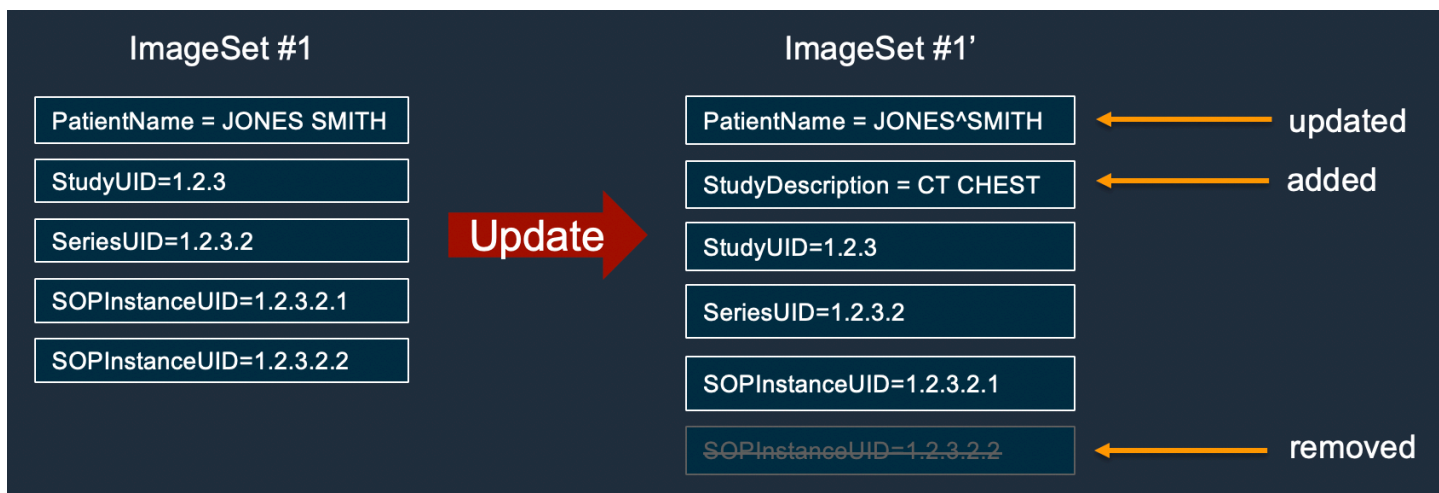 ImageSet #1
PatientName = JONES SMITH
StudyUID=1.2.3
SeriesUID=1.2.3.2
SOPInstanceUID=1.2.3.2.1
SOPInstanceUID=1.2.3.2.2
Update
ImageSet #1’
PatientName = JONES^SMITH
updated
StudyDescription = CT CHEST
added
StudyUID=1.2.3
SeriesUID=1.2.3.2
SOPInstanceUID=1.2.3.2.1
SOPInstanceUID=1.2.3.2.2
removed